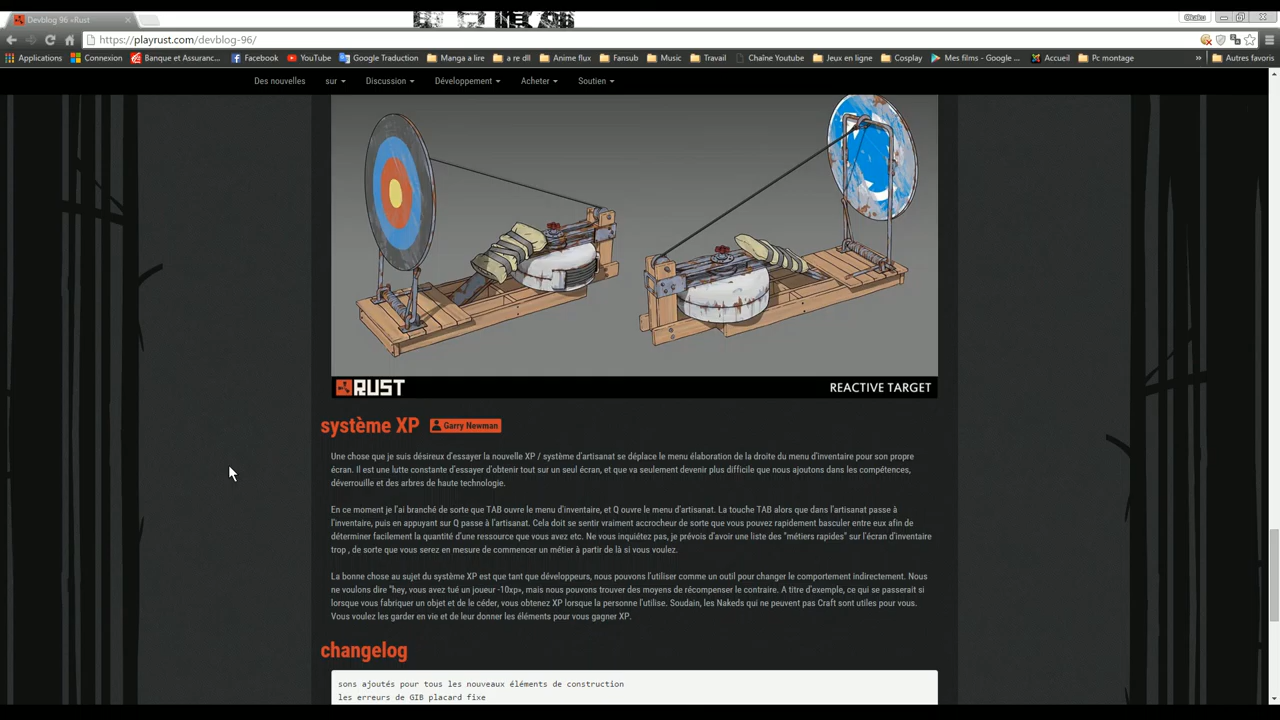 Devblog 96 »Rust
Okaku
https://playrust.com/devblog-96/
Applications Connexion Banque et Assuranc... Facebook YouTube Google Traduction Manga a lire a re dll Anime flux Fansub Music Travail Chaîne Youtube Jeux en ligne Cosplay Mes films - Google ... Accueil Pc montage » Autres favoris
Des nouvelles sur Discussion Développement Acheter Soutien
RUST REACTIVE TARGET
système XP Garry Newman
Une chose que je suis désireux d'essayer la nouvelle XP / système d'artisanat se déplace le menu élaboration de la droite du menu d'inventaire pour son propre
écran. Il est une lutte constante d'essayer d'obtenir tout sur un seul écran, et que va seulement devenir plus difficile que nous ajoutons dans les compétences,
déverrouille et des arbres de haute technologie.
En ce moment je l'ai branché de sorte que TAB ouvre le menu d'inventaire, et Q ouvre le menu d'artisanat. La touche TAB alors que dans l'artisanat passe à
l'inventaire, puis en appuyant sur Q passe à l'artisanat. Cela doit se sentir vraiment accrocheur de sorte que vous pouvez rapidement basculer entre eux afin de
déterminer facilement la quantité d'une ressource que vous avez etc. Ne vous inquiétez pas, je prévois d'avoir une liste des "métiers rapides" sur l'écran d'inventaire
trop , de sorte que vous serez en mesure de commencer un métier à partir de là si vous voulez.
La bonne chose au sujet du système XP est que tant que développeurs, nous pouvons l'utiliser comme un outil pour changer le comportement indirectement. Nous
ne voulons dire "hey, vous avez tué un joueur -10xp», mais nous pouvons trouver des moyens de récompenser le contraire. A titre d'exemple, ce qui se passerait si
lorsque vous fabriquer un objet et de le céder, vous obtenez XP lorsque la personne l'utilise. Soudain, les Nakeds qui ne peuvent pas Craft sont utiles pour vous.
Vous voulez les garder en vie et de leur donner les éléments pour vous gagner XP.
changelog
sons ajoutés pour tous les nouveaux éléments de construction
les erreurs de GIB placard fixe